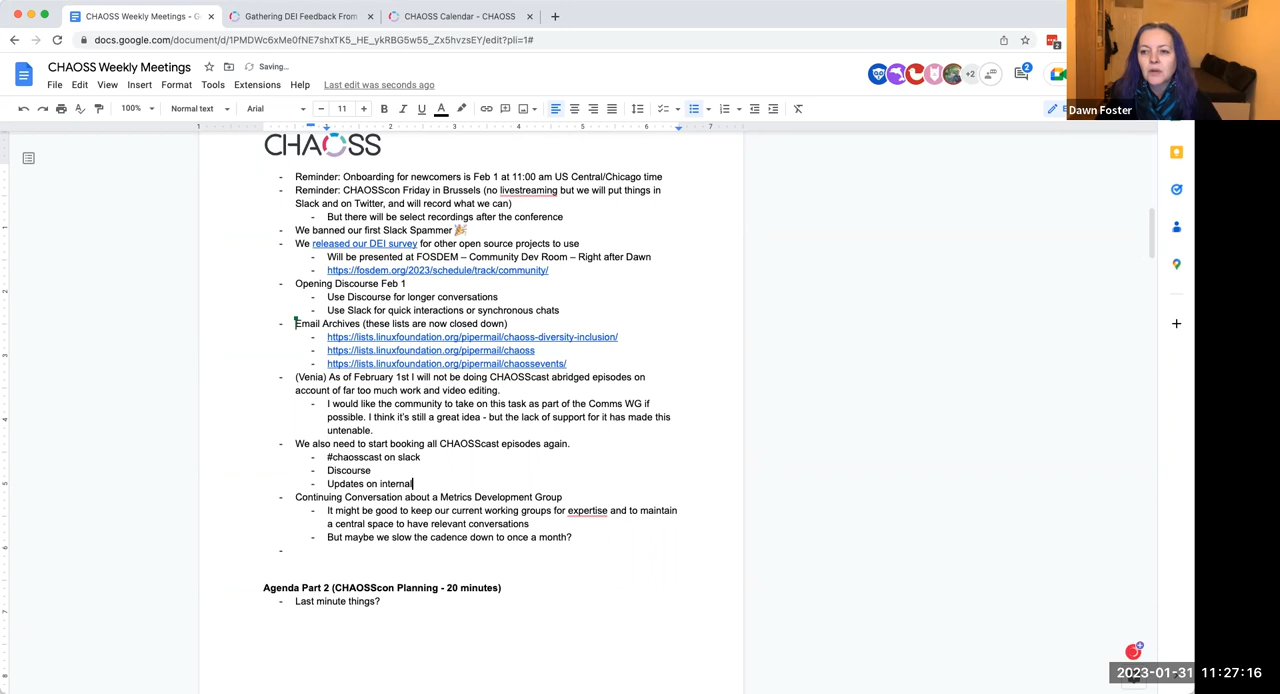 CHAOSS Weekly Meetings - G
Gathering DEI Feedback From
CHAOSS Calendar - CHAOSS
docs.google.com/document/d/1PMDWc6xMe0fNE7shxTK5_HE_ykRBG5w55_Zx5hvzsEY/edit?pli=1#
2
CHAOSS Weekly Meetings
Saving...
File Edit View Insert Format Tools Extensions Help Last edit was seconds ago
+2
2
100% Normal text Arial 11
Dawn Foster
1 1 2 3 4 5 6 7
CHAOSS
- Reminder: Onboarding for newcomers is Feb 1 at 11:00 am US Central/Chicago time
- Reminder: CHAOSScon Friday in Brussels (no livestreaming but we will put things in
Slack and on Twitter, and will record what we can)
- But there will be select recordings after the conference
- We banned our first Slack Spammer 🎉
- We released our DEI survey for other open source projects to use
- Will be presented at FOSDEM – Community Dev Room – Right after Dawn
- https://fosdem.org/2023/schedule/track/community/
- Opening Discourse Feb 1
- Use Discourse for longer conversations
- Use Slack for quick interactions or synchronous chats
- Email Archives (these lists are now closed down)
- https://lists.linuxfoundation.org/pipermail/chaoss-diversity-inclusion/
- https://lists.linuxfoundation.org/pipermail/chaoss
- https://lists.linuxfoundation.org/pipermail/chaossevents/
- (Venia) As of February 1st I will not be doing CHAOSScast abridged episodes on
account of far too much work and video editing.
- I would like the community to take on this task as part of the Comms WG if
possible. I think it's still a great idea - but the lack of support for it has made this
untenable.
- We also need to start booking all CHAOSScast episodes again.
- #chaosscast on slack
- Discourse
- Updates on internal
- Continuing Conversation about a Metrics Development Group
- It might be good to keep our current working groups for expertise and to maintain
a central space to have relevant conversations
- But maybe we slow the cadence down to once a month?
-
Agenda Part 2 (CHAOSScon Planning - 20 minutes)
- Last minute things?
2023-01-31 11:27:16